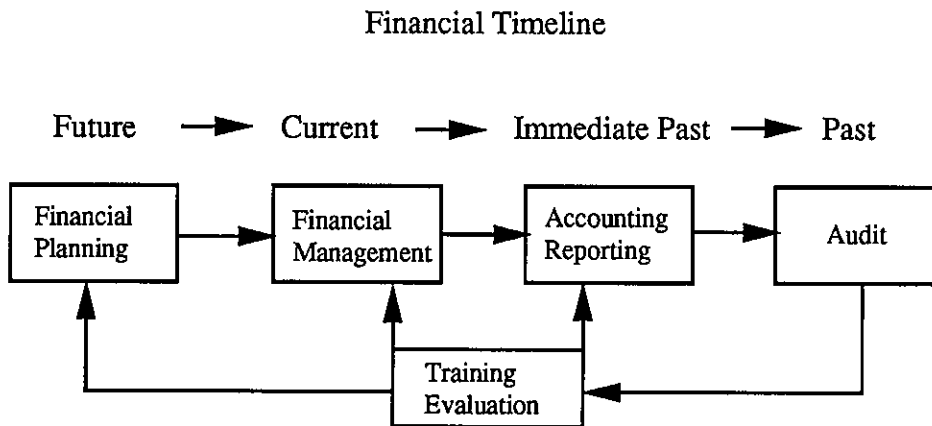 Financial Timeline
Future
Current
Immediate Past
Past
Financial
Planning
Financial
Management
Accounting
Reporting
Audit
Training
Evaluation